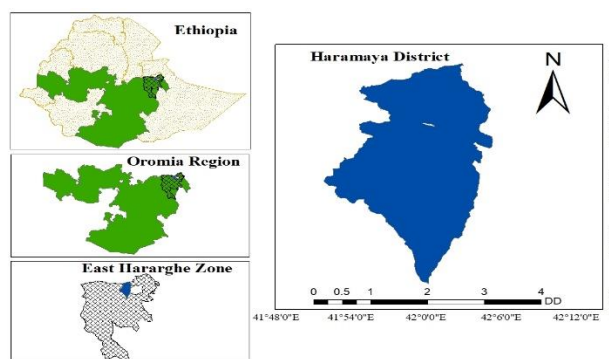 Ethiopia
Oromia Region
East Hararghe Zone
Haramaya District
N
0 0.5 1 2 3 4
DD
41°48'0"E 41°54'0"E 42°0'0"E 42°6'0"E 42°12'0"E